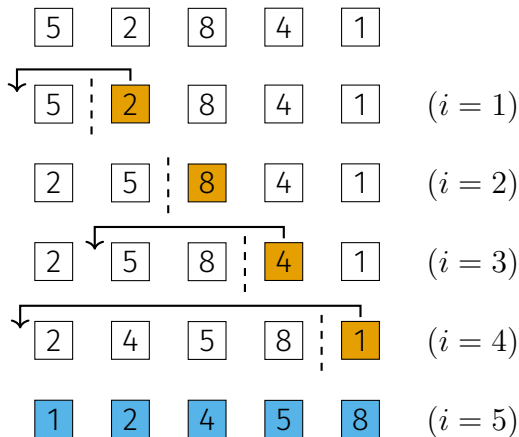 5 2 8 4 1
5 2 8 4 1 (i = 1)
2 5 8 4 1 (i = 2)
2 5 8 4 1 (i = 3)
2 4 5 8 1 (i = 4)
1 2 4 5 8 (i = 5)